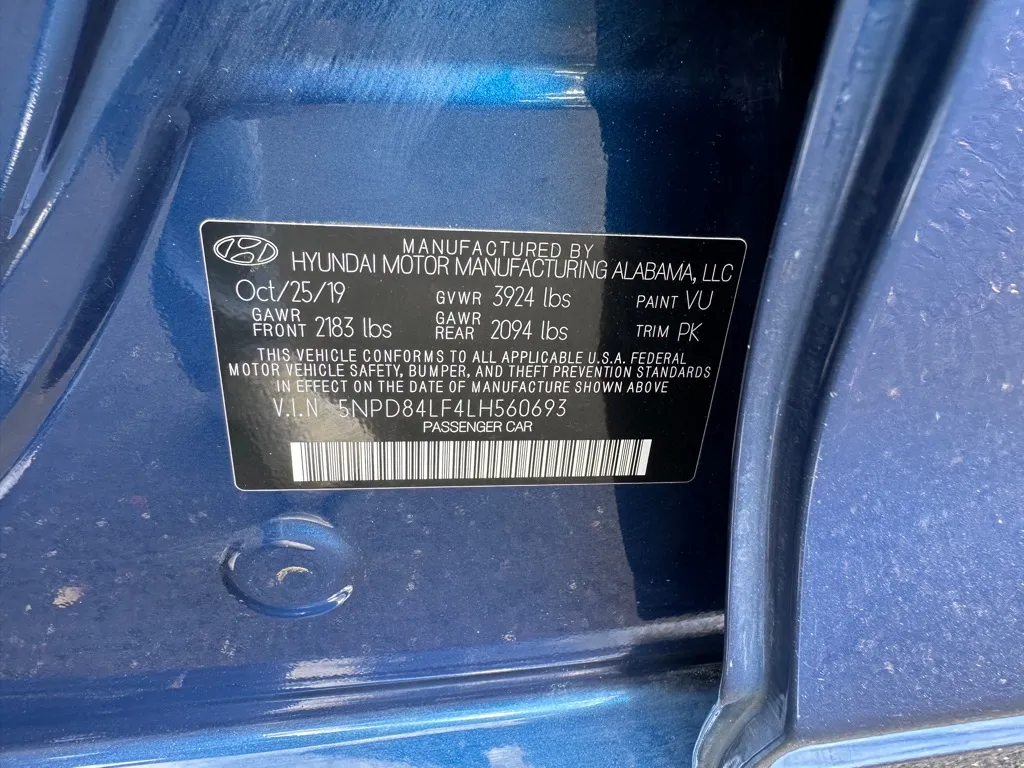 MANUFACTURED BY
HYUNDAI MOTOR MANUFACTURING ALABAMA, LLC
Oct/25/19 GVWR 3924 lbs PAINT VU
GAWR FRONT 2183 lbs GAWR REAR 2094 lbs TRIM PK
THIS VEHICLE CONFORMS TO ALL APPLICABLE U.S.A. FEDERAL
MOTOR VEHICLE SAFETY, BUMPER, AND THEFT PREVENTION STANDARDS
IN EFFECT ON THE DATE OF MANUFACTURE SHOWN ABOVE
V.I.N 5NPD84LF4LH560693
PASSENGER CAR